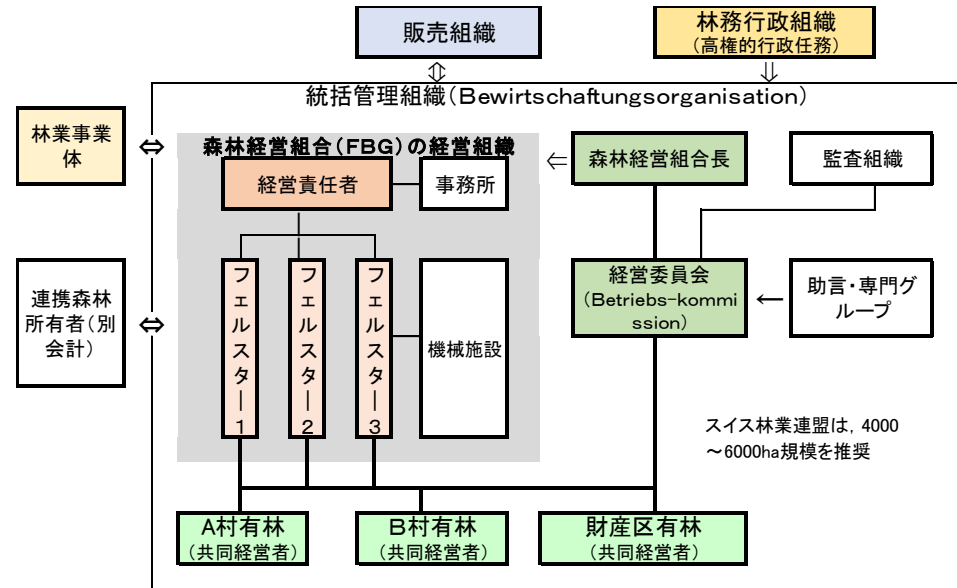 販売組織
林務行政組織
(高権的行政任務)
⇕
⇓
統括管理組織(Bewirtschaftungsorganisation)
林業事業
体
⇔
森林経営組合(FBG)の経営組織
経営責任者
事務所
⇐
森林経営組合長
監査組織
連携森林
所有者(別
会計)
⇔
フェルスター1
フェルスター2
フェルスター3
機械施設
経営委員会
(Betriebs-kommi
ssion)
←
助言・専門グ
ループ
スイス林業連盟は，4000
～6000ha規模を推奨
A村有林
(共同経営者)
B村有林
(共同経営者)
財産区有林
(共同経営者)